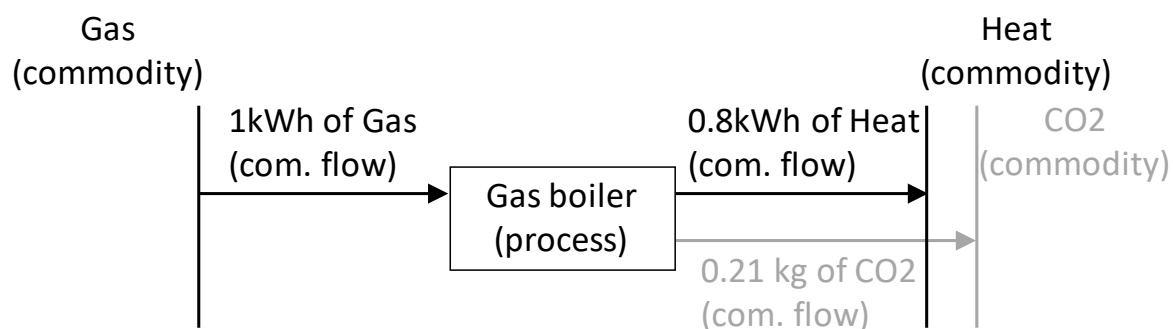 Gas
(commodity)
Heat
(commodity)
1kWh of Gas
(com. flow)
0.8kWh of Heat
(com. flow)
CO2
(commodity)
Gas boiler
(process)
0.21 kg of CO2
(com. flow)